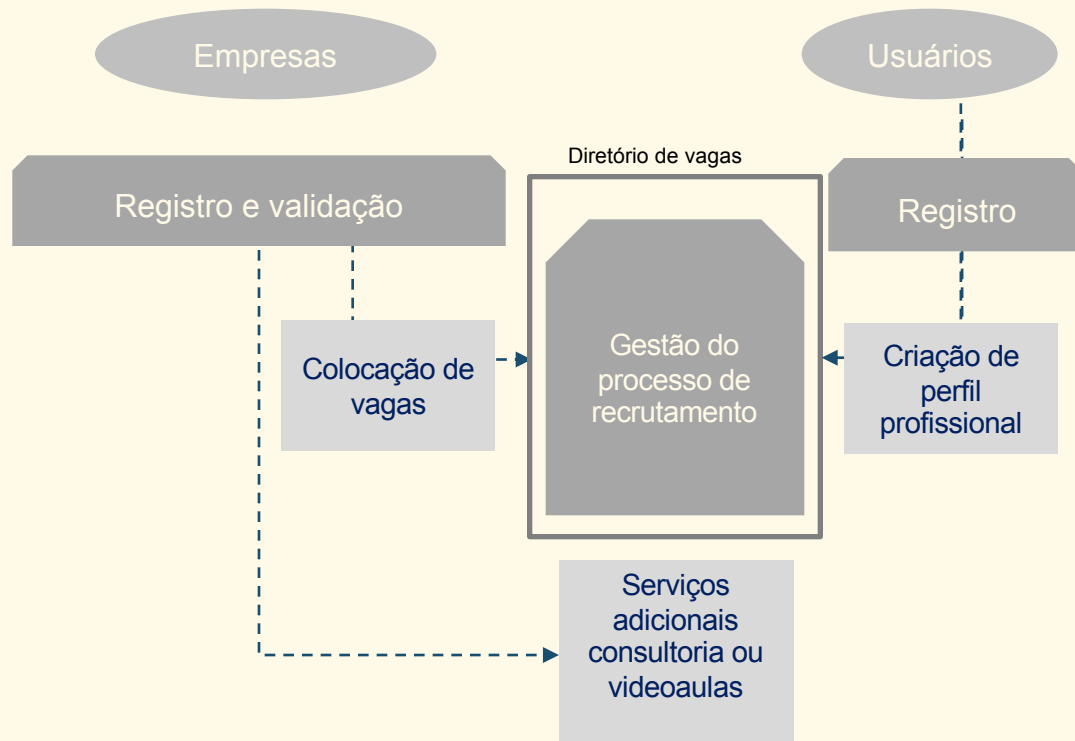 Empresas
Usuários
Diretório de vagas
Registro e validação
Registro
Colocação de
vagas
Gestão do
processo de
recrutamento
Criação de
perfil
profissional
Serviços
adicionais
consultoria ou
videoaulas